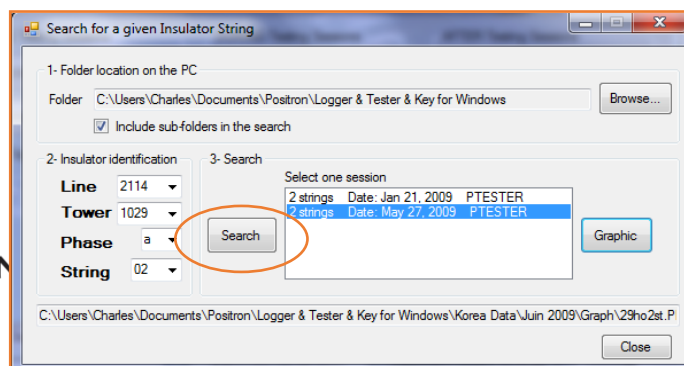 Search for a given Insulator String
1- Folder location on the PC
Folder C:\Users\Charles\Documents\Positron\Logger & Tester & Key for Windows Browse...
Include sub-folders in the search
2- Insulator identification
Line 2114
Tower 1029
Phase a
String 02
3- Search
Search
Select one session
2 strings Date: Jan 21, 2009 PTESTER
2 strings Date: May 27, 2009 PTESTER
Graphic
C:\Users\Charles\Documents\Positron\Logger & Tester & Key for Windows\Korea Data\Juin 2009\Graph\29ho2st.P
Close